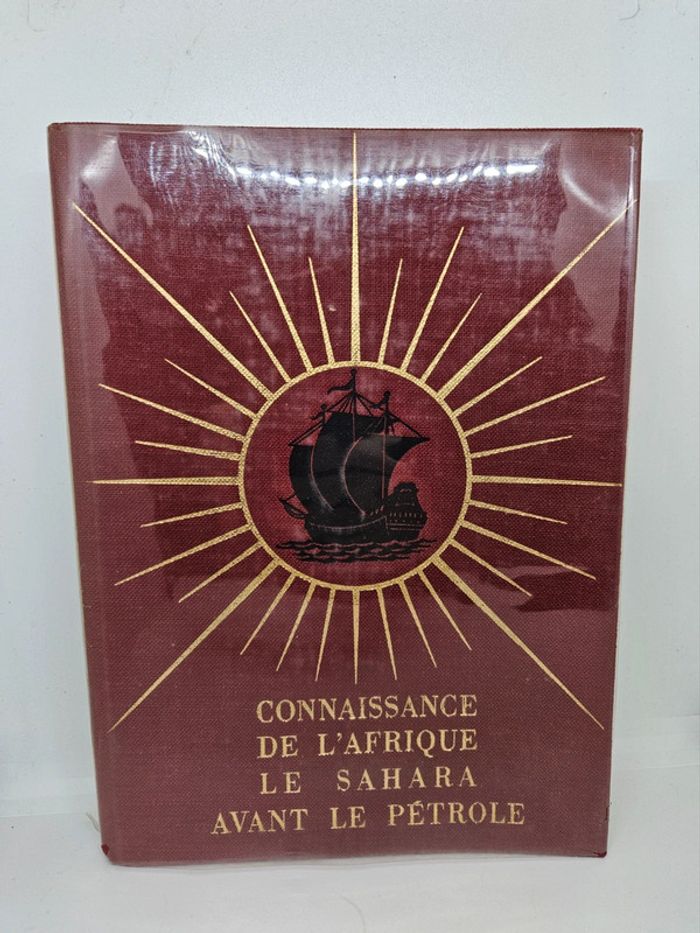 CONNAISSANCE
DE L'AFRIQUE
LE SAHARA
AVANT LE PÉTROLE